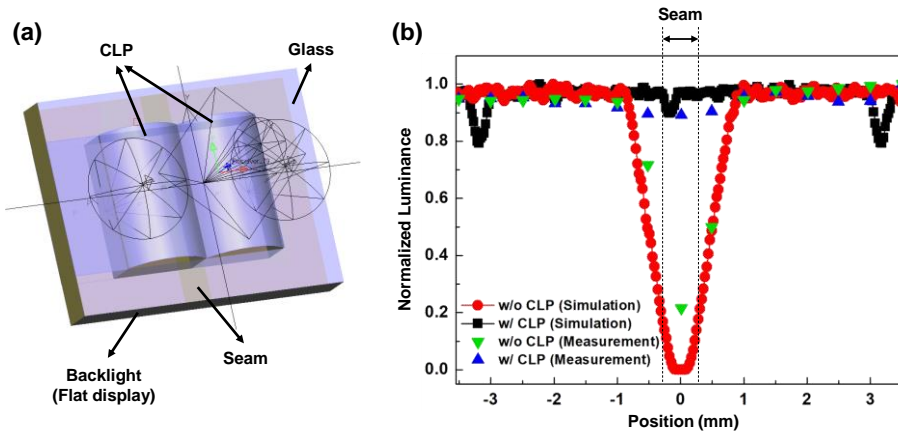 (a)
CLP
Glass
Seam
Backlight
(Flat display)
(b)
Seam
Normalized Luminance
1.0
0.8
0.6
0.4
0.2
0.0
w/o CLP (Simulation)
w/ CLP (Simulation)
w/o CLP (Measurement)
w/ CLP (Measurement)
-3 -2 -1 0 1 2 3
Position (mm)